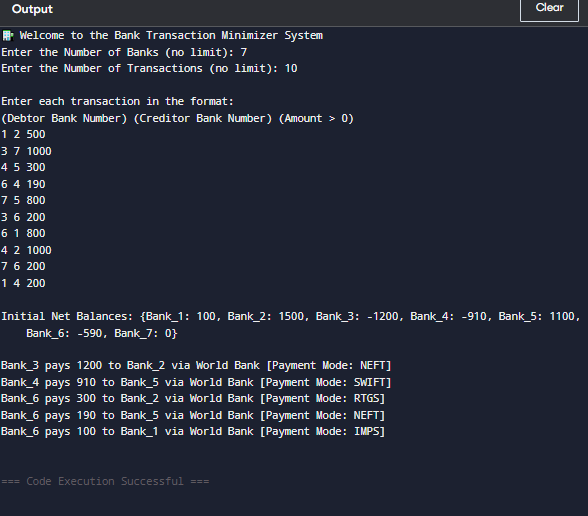 Output
Clear
Welcome to the Bank Transaction Minimizer System
Enter the Number of Banks (no limit): 7
Enter the Number of Transactions (no limit): 10
Enter each transaction in the format:
(Debtor Bank Number) (Creditor Bank Number) (Amount > 0)
1 2 500
3 7 1000
4 5 300
6 4 190
7 5 800
3 6 200
6 1 800
4 2 1000
7 6 200
1 4 200
Initial Net Balances: {Bank_1: 100, Bank_2: 1500, Bank_3: -1200, Bank_4: -910, Bank_5: 1100,
Bank_6: -590, Bank_7: 0}
Bank_3 pays 1200 to Bank_2 via World Bank [Payment Mode: NEFT]
Bank_4 pays 910 to Bank_5 via World Bank [Payment Mode: SWIFT]
Bank_6 pays 300 to Bank_2 via World Bank [Payment Mode: RTGS]
Bank_6 pays 190 to Bank_5 via World Bank [Payment Mode: NEFT]
Bank_6 pays 100 to Bank_1 via World Bank [Payment Mode: IMPS]
=== Code Execution Successful ===